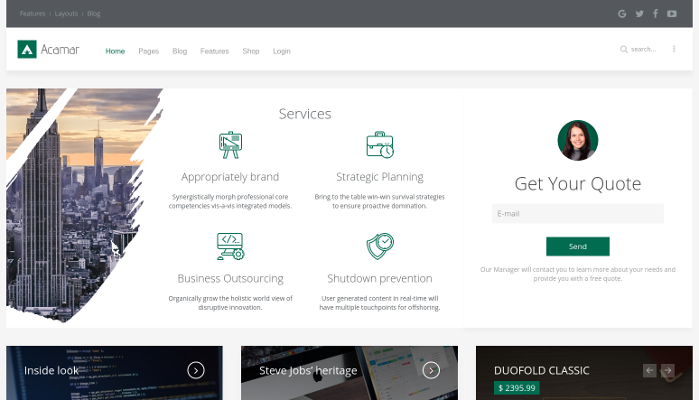 Features › Layouts › Blog
Acamar
Home Pages Blog Features Shop Login
search...
Services
Appropriately brand
Synergistically morph professional core
competencies vis-a-vis integrated models.
Strategic Planning
Bring to the table win-win survival strategies
to ensure proactive domination.
Business Outsourcing
Organically grow the holistic world view of
disruptive innovation.
Shutdown prevention
User generated content in real-time will
have multiple touchpoints for offshoring.
Get Your Quote
E-mail
Send
Our Manager will contact you to learn more about your needs and
provide you with a free quote.
Inside look
Steve Jobs' heritage
DUOFOLD CLASSIC
$ 2395.99